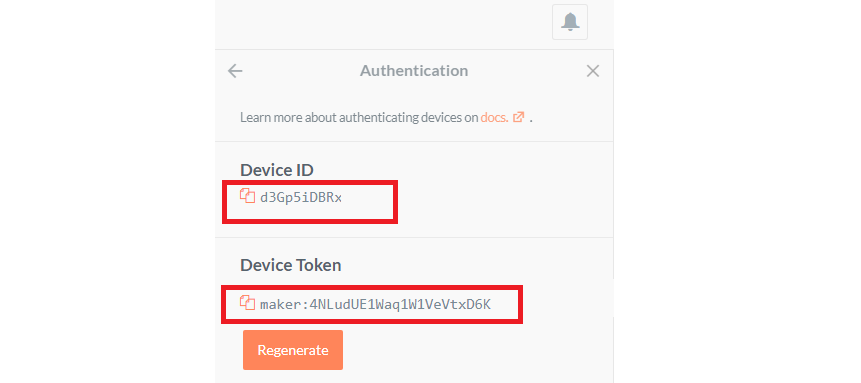 Authentication
Learn more about authenticating devices on docs. .
Device ID
d3Gp5iDBRx
Device Token
maker:4NLudUE1Waq1W1VeVtxD6K
Regenerate